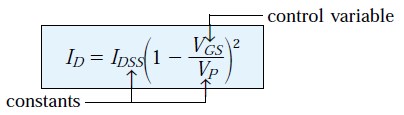 control variable
I_D = I_DSS(1 − V_GS / V_P)²
constants